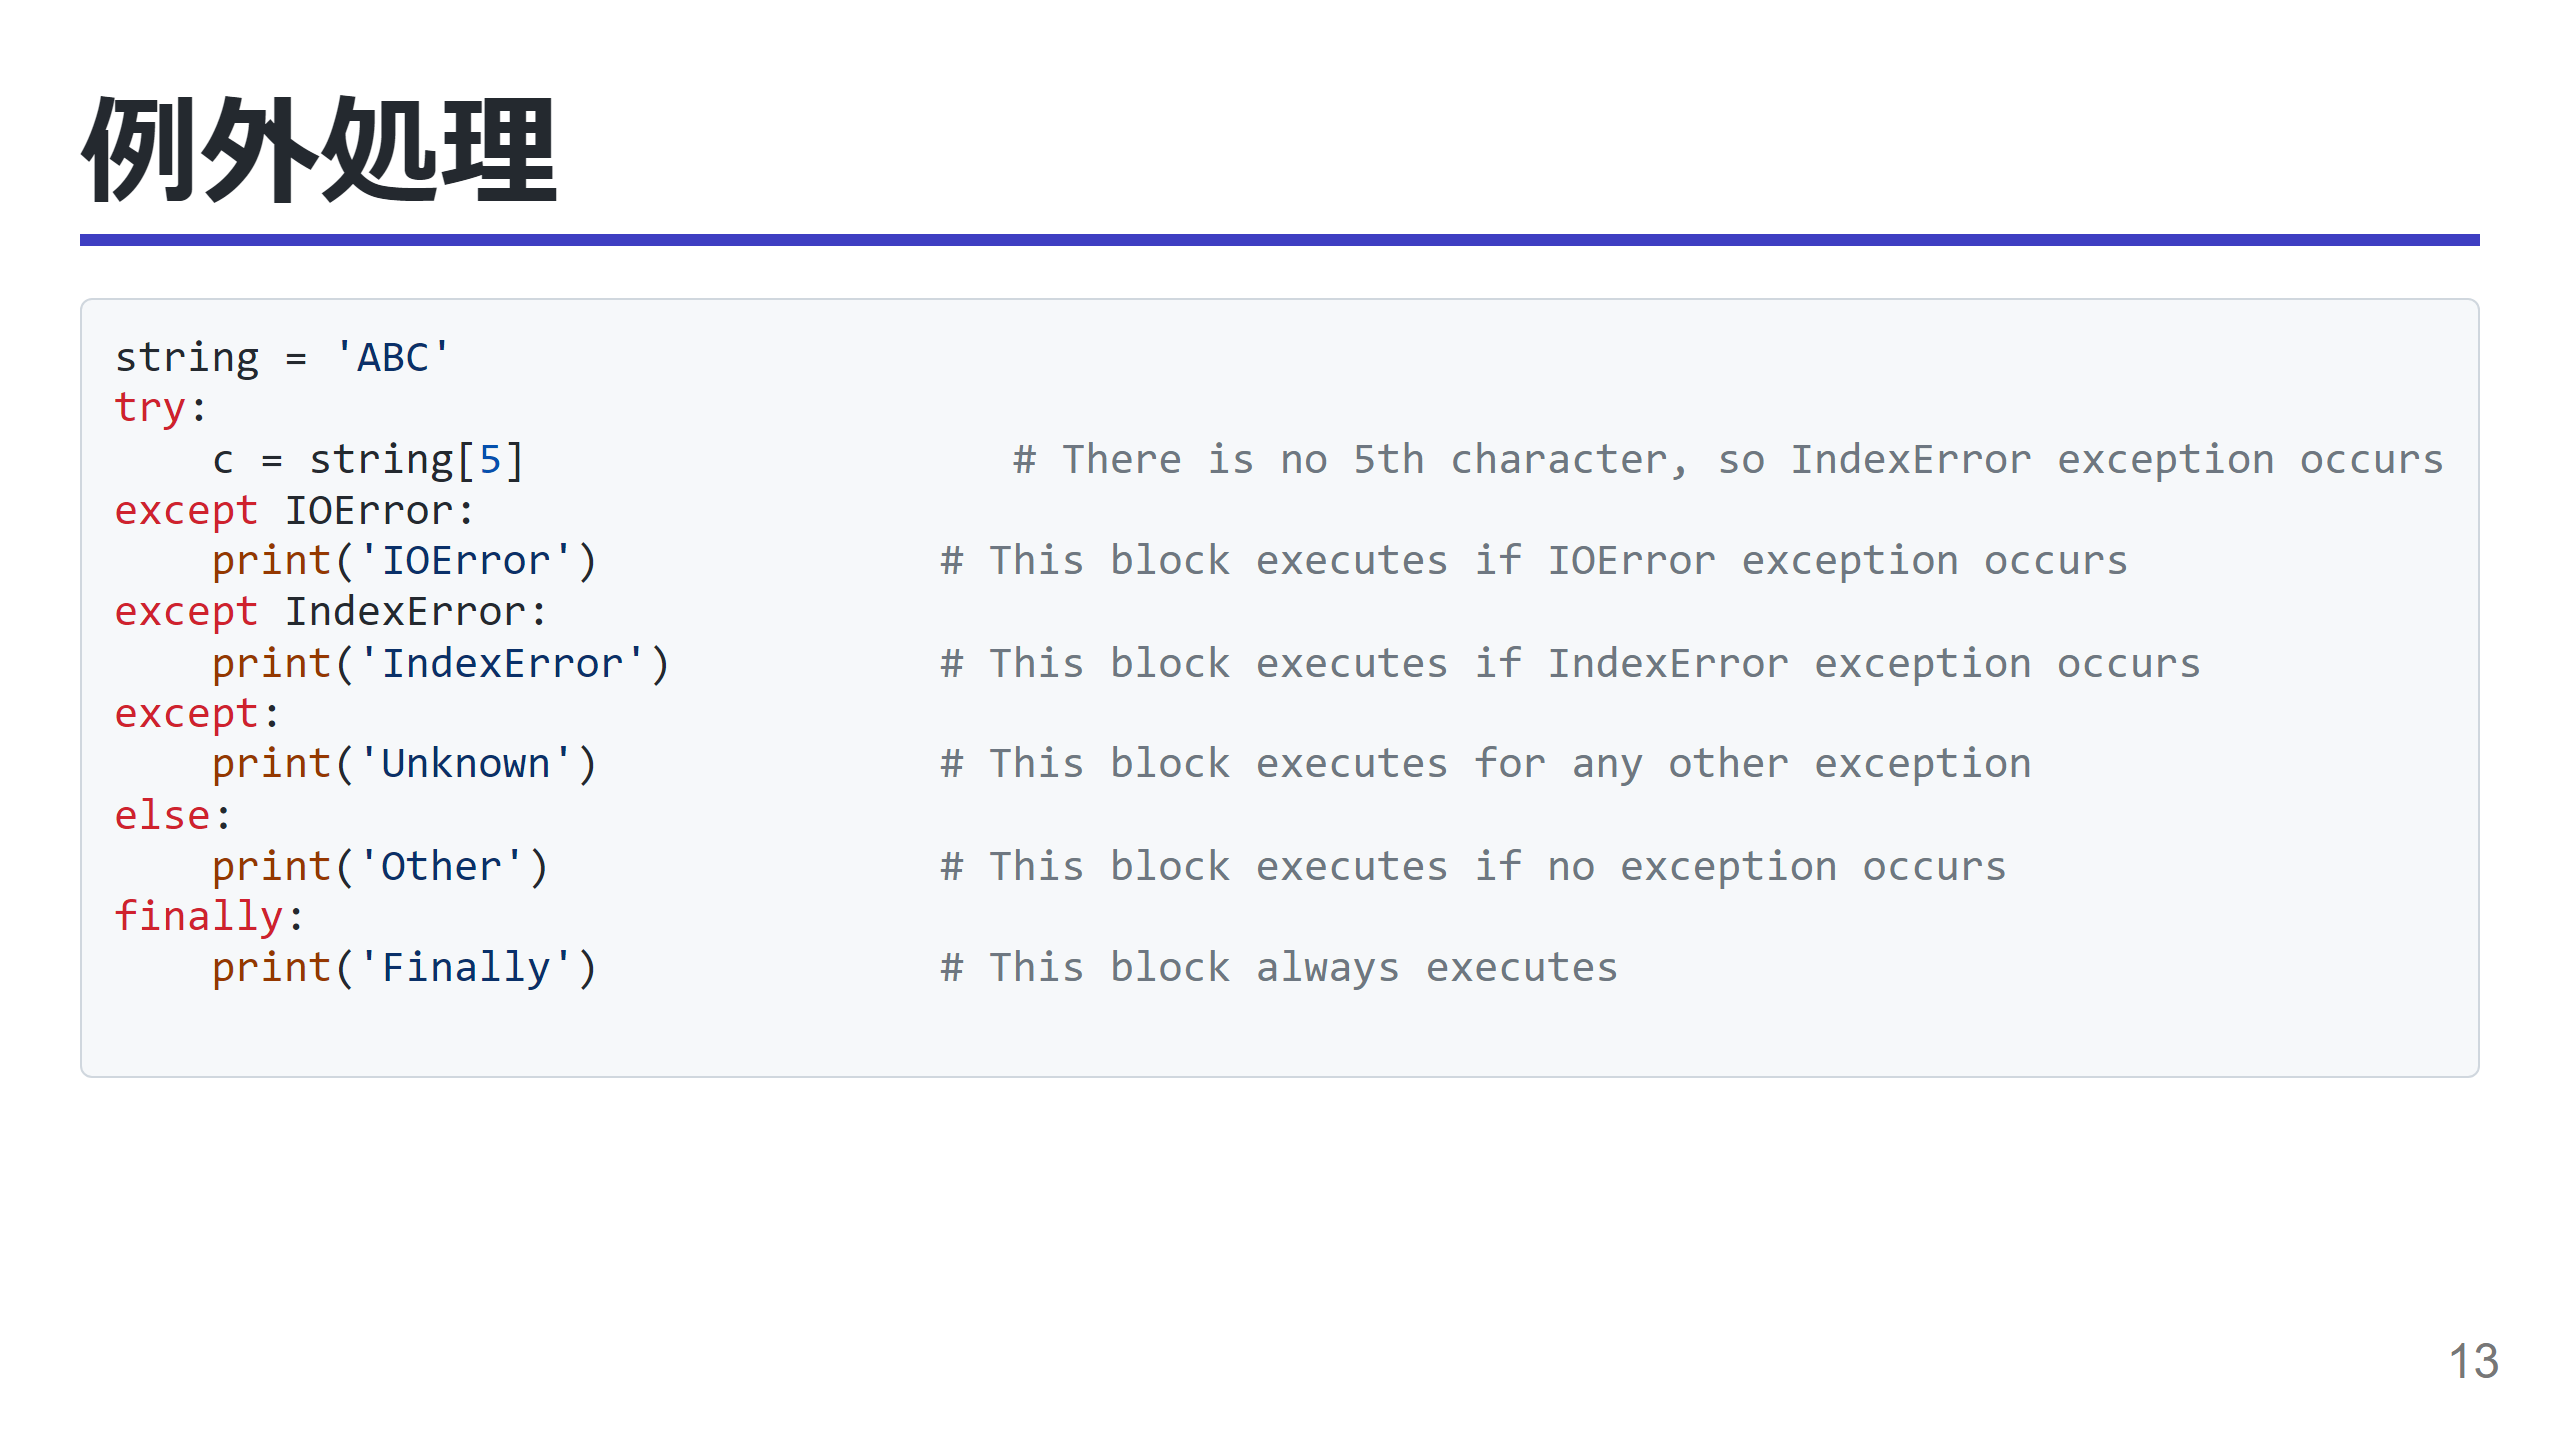 例外処理
string = 'ABC'
try:
    c = string[5]                    # There is no 5th character, so IndexError exception occurs
except IOError:
    print('IOError')              # This block executes if IOError exception occurs
except IndexError:
    print('IndexError')           # This block executes if IndexError exception occurs
except:
    print('Unknown')              # This block executes for any other exception
else:
    print('Other')                # This block executes if no exception occurs
finally:
    print('Finally')              # This block always executes
13